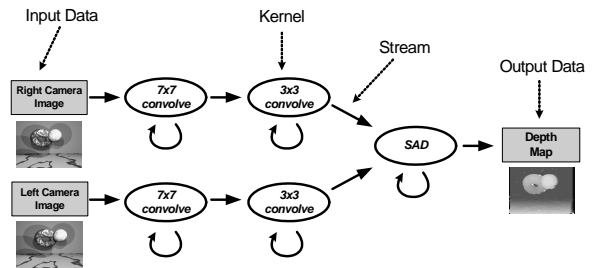 Input Data
Kernel
Stream
Output Data
Right Camera
Image
7x7
convolve
3x3
convolve
SAD
Depth
Map
Left Camera
Image
7x7
convolve
3x3
convolve